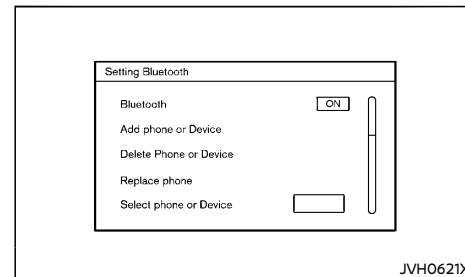 Setting Bluetooth
Bluetooth ON
Add phone or Device
Delete Phone or Device
Replace phone
Select phone or Device
JVH0621X